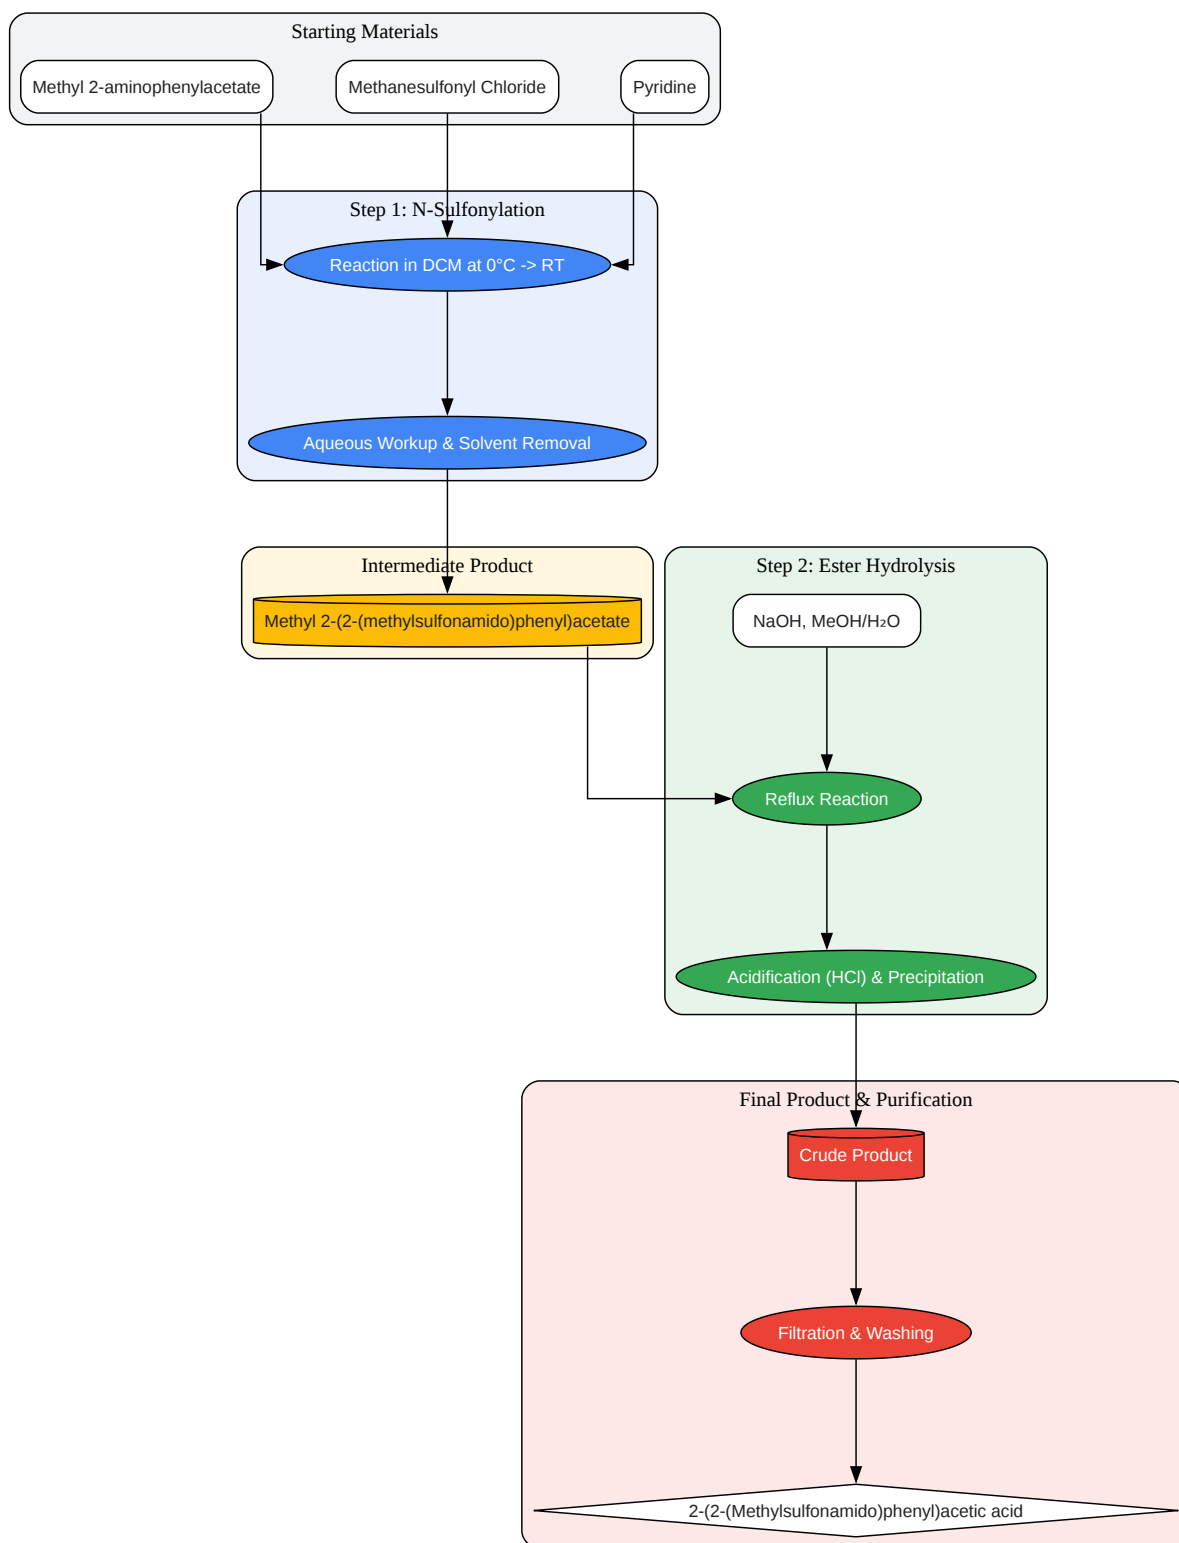 Starting Materials
Methyl 2-aminophenylacetate
Methanesulfonyl Chloride
Pyridine
Step 1: N-Sulfonylation
Reaction in DCM at 0°C -> RT
Aqueous Workup & Solvent Removal
Intermediate Product
Methyl 2-(2-(methylsulfonamido)phenyl)acetate
Step 2: Ester Hydrolysis
NaOH, MeOH/H₂O
Reflux Reaction
Acidification (HCl) & Precipitation
Final Product & Purification
Crude Product
Filtration & Washing
2-(2-(Methylsulfonamido)phenyl)acetic acid